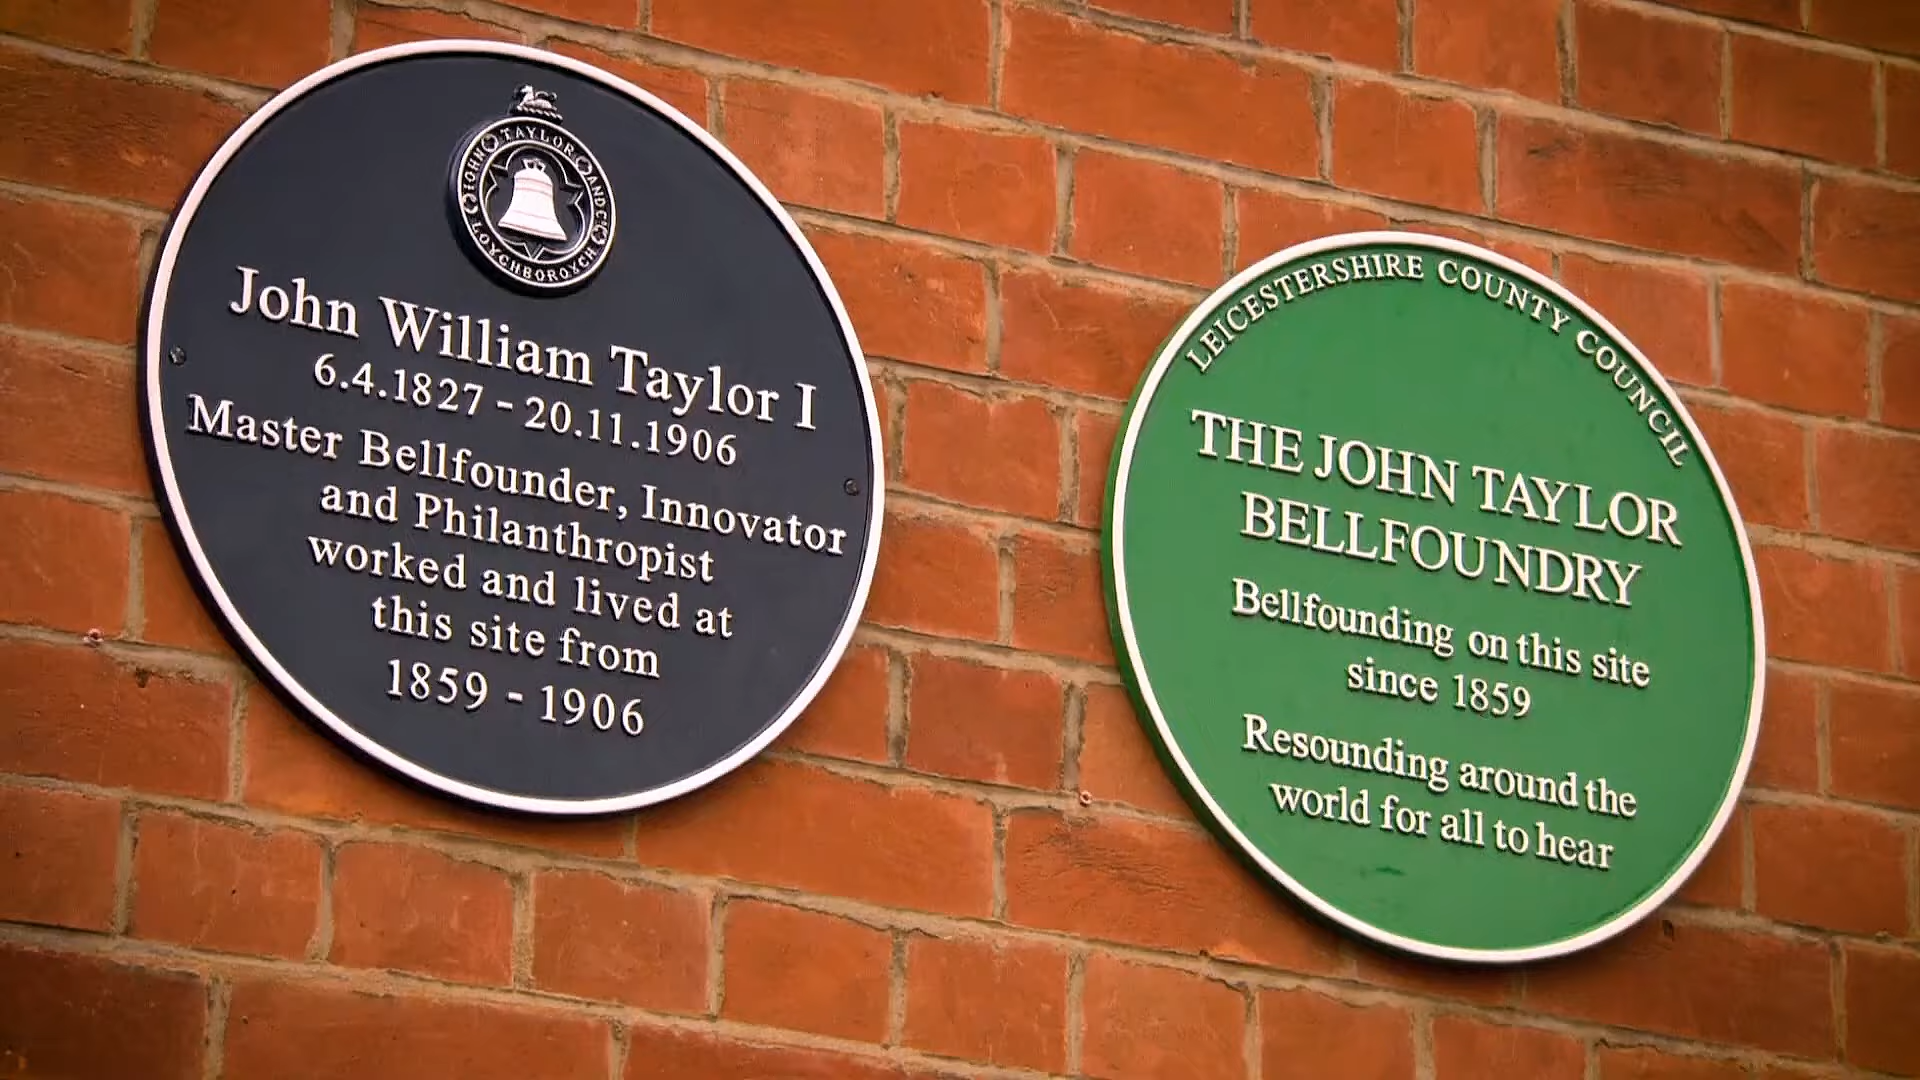 JOHN TAYLOR AND CO
LOVGHBOROVGH
John William Taylor I
6.4.1827 - 20.11.1906
Master Bellfounder, Innovator
and Philanthropist
worked and lived at
this site from
1859 - 1906
LEICESTERSHIRE COUNTY COUNCIL
THE JOHN TAYLOR
BELLFOUNDRY
Bellfounding on this site
since 1859
Resounding around the
world for all to hear